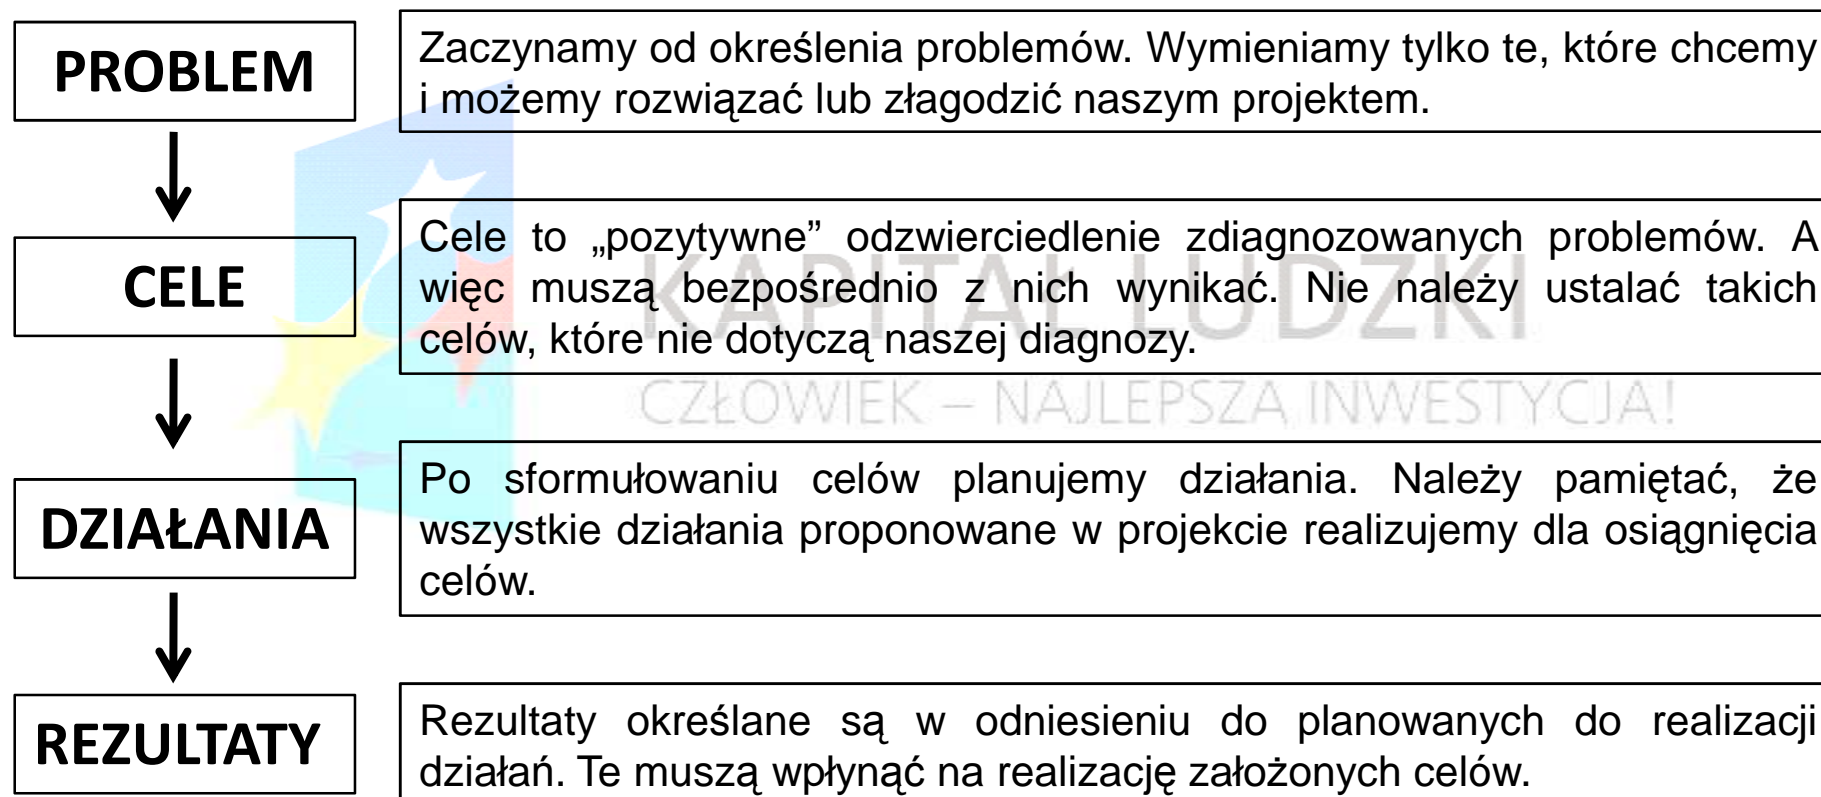 PROBLEM
Zaczynamy od określenia problemów. Wymieniamy tylko te, które chcemy
i możemy rozwiązać lub złagodzić naszym projektem.
CELE
Cele to „pozytywne” odzwierciedlenie zdiagnozowanych problemów. A
więc muszą bezpośrednio z nich wynikać. Nie należy ustalać takich
celów, które nie dotyczą naszej diagnozy.
KAPITAŁ LUDZKI
CZŁOWIEK – NAJLEPSZA INWESTYCJA!
DZIAŁANIA
Po sformułowaniu celów planujemy działania. Należy pamiętać, że
wszystkie działania proponowane w projekcie realizujemy dla osiągnięcia
celów.
REZULTATY
Rezultaty określane są w odniesieniu do planowanych do realizacji
działań. Te muszą wpłynąć na realizację założonych celów.